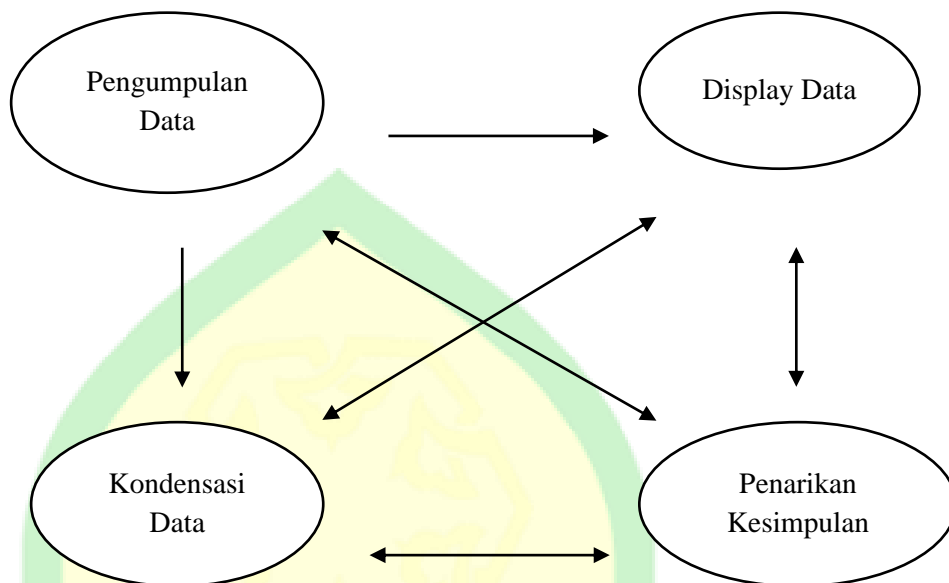 Pengumpulan
Data
Display Data
Kondensasi
Data
Penarikan
Kesimpulan